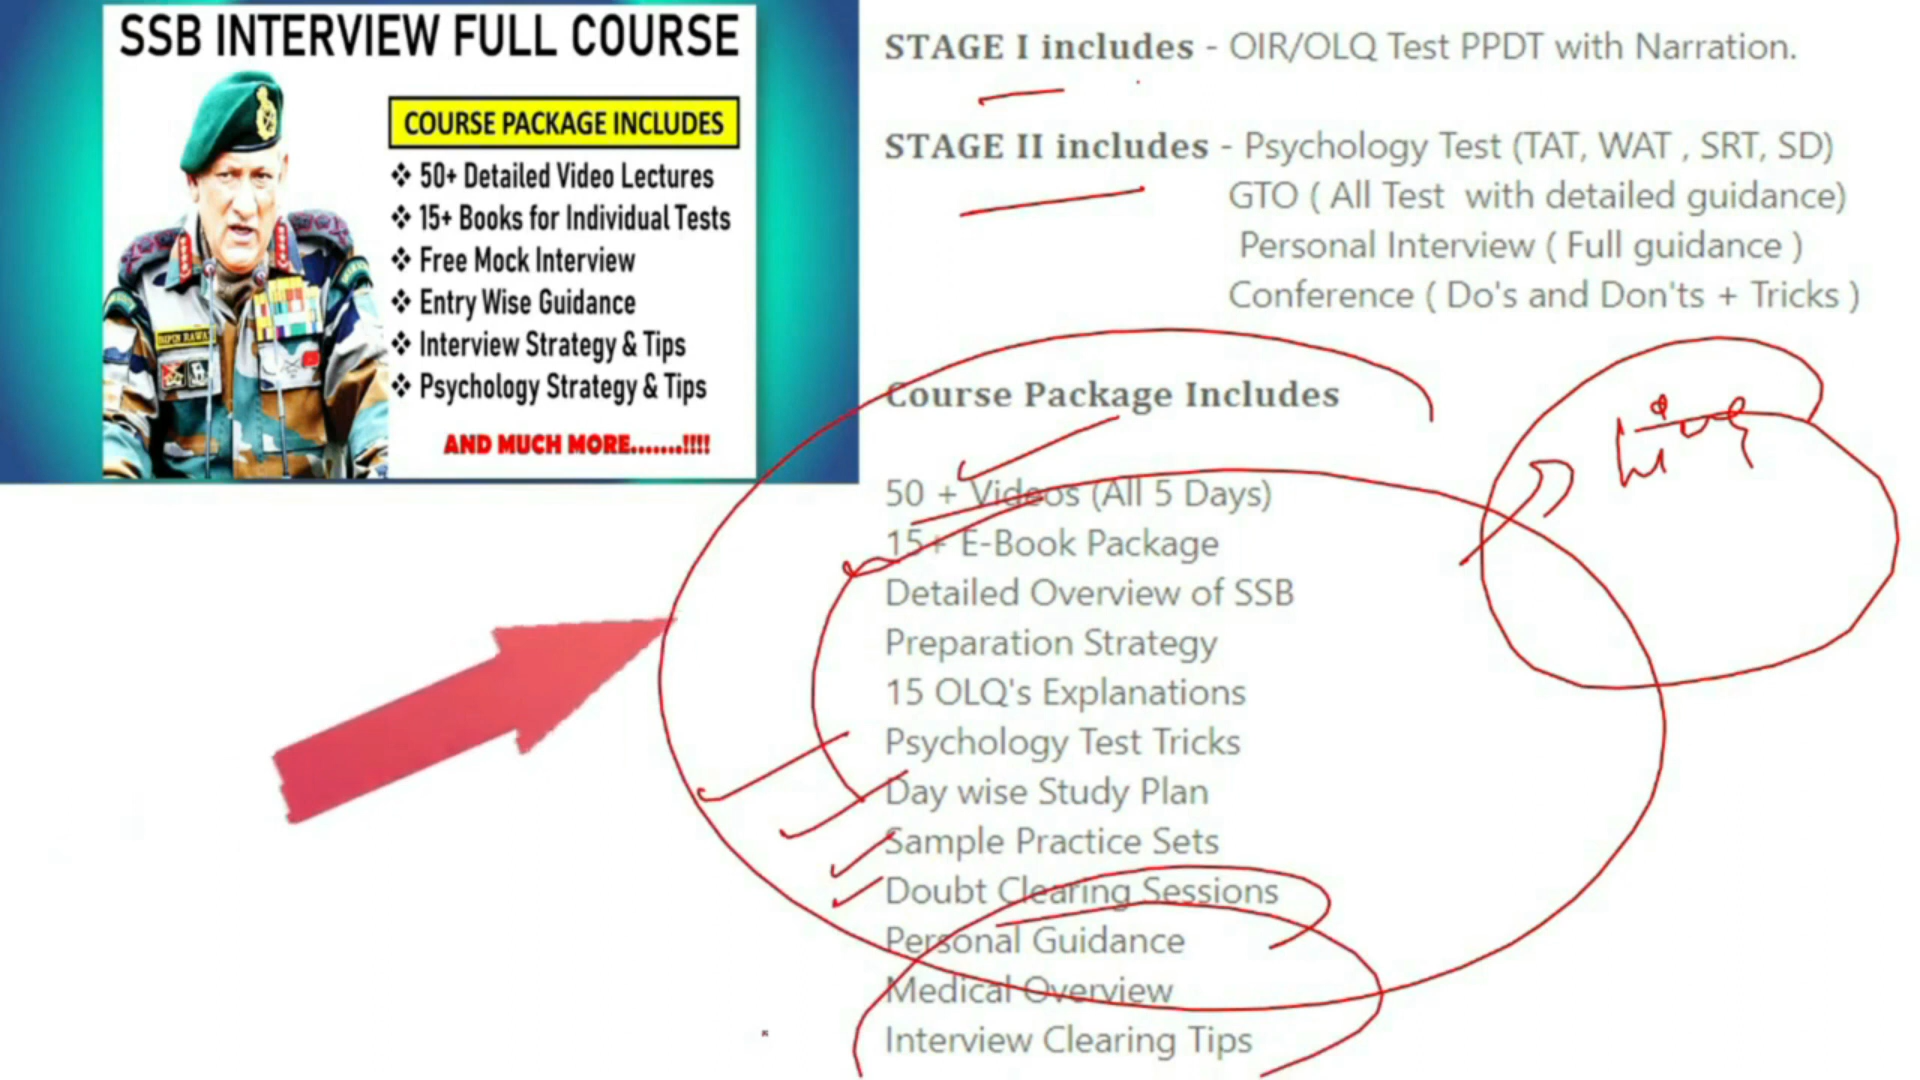 SSB INTERVIEW FULL COURSE
COURSE PACKAGE INCLUDES
❖ 50+ Detailed Video Lectures
❖ 15+ Books for Individual Tests
❖ Free Mock Interview
❖ Entry Wise Guidance
❖ Interview Strategy & Tips
❖ Psychology Strategy & Tips
AND MUCH MORE.......!!!!
STAGE I includes - OIR/OLQ Test PPDT with Narration.
STAGE II includes - Psychology Test (TAT, WAT , SRT, SD)
GTO ( All Test with detailed guidance)
Personal Interview ( Full guidance )
Conference ( Do's and Don'ts + Tricks )
Course Package Includes
50 + Videos (All 5 Days)
15+ E-Book Package
Detailed Overview of SSB
Preparation Strategy
15 OLQ's Explanations
Psychology Test Tricks
Day wise Study Plan
Sample Practice Sets
Doubt Clearing Sessions
Personal Guidance
Medical Overview
Interview Clearing Tips